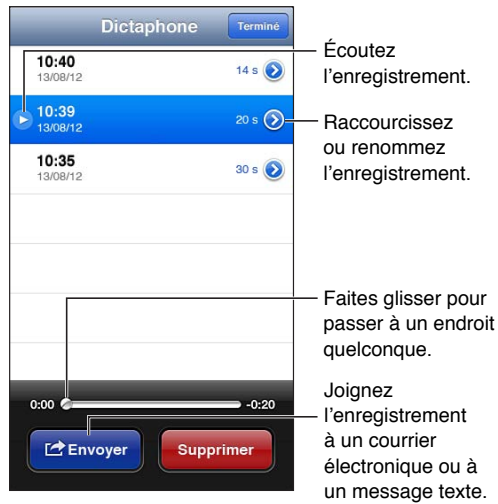 Dictaphone
Terminé
10:40
13/08/12
14 s
10:39
13/08/12
20 s
10:35
13/08/12
30 s
0:00
-0:20
Envoyer
Supprimer
Écoutez
l’enregistrement.
Raccourcissez
ou renommez
l’enregistrement.
Faites glisser pour
passer à un endroit
quelconque.
Joignez
l’enregistrement
à un courrier
électronique ou à
un message texte.